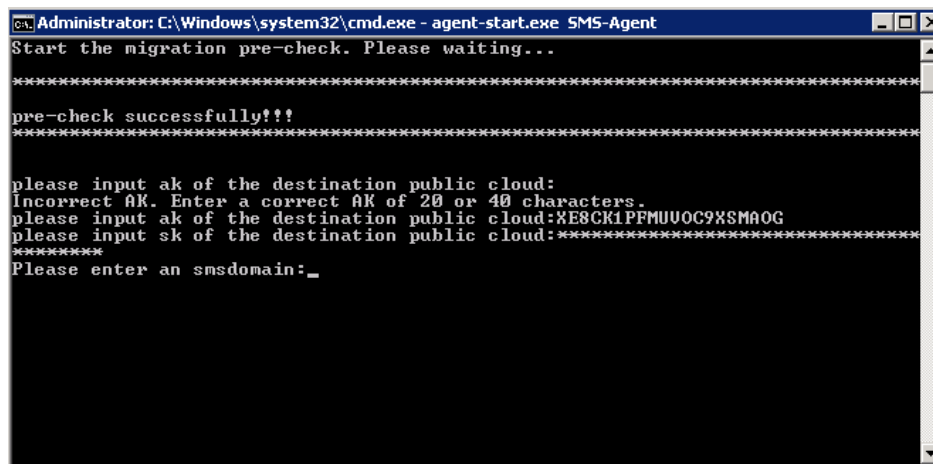 Administrator: C:\Windows\system32\cmd.exe - agent-start.exe SMS-Agent
Start the migration pre-check. Please waiting...
********************************************************************************
pre-check successfully!!!
********************************************************************************
please input ak of the destination public cloud:
Incorrect AK. Enter a correct AK of 20 or 40 characters.
please input ak of the destination public cloud:XE8CK1PFMUVOC9XSMAOG
please input sk of the destination public cloud:********************************
********
Please enter an smsdomain:_